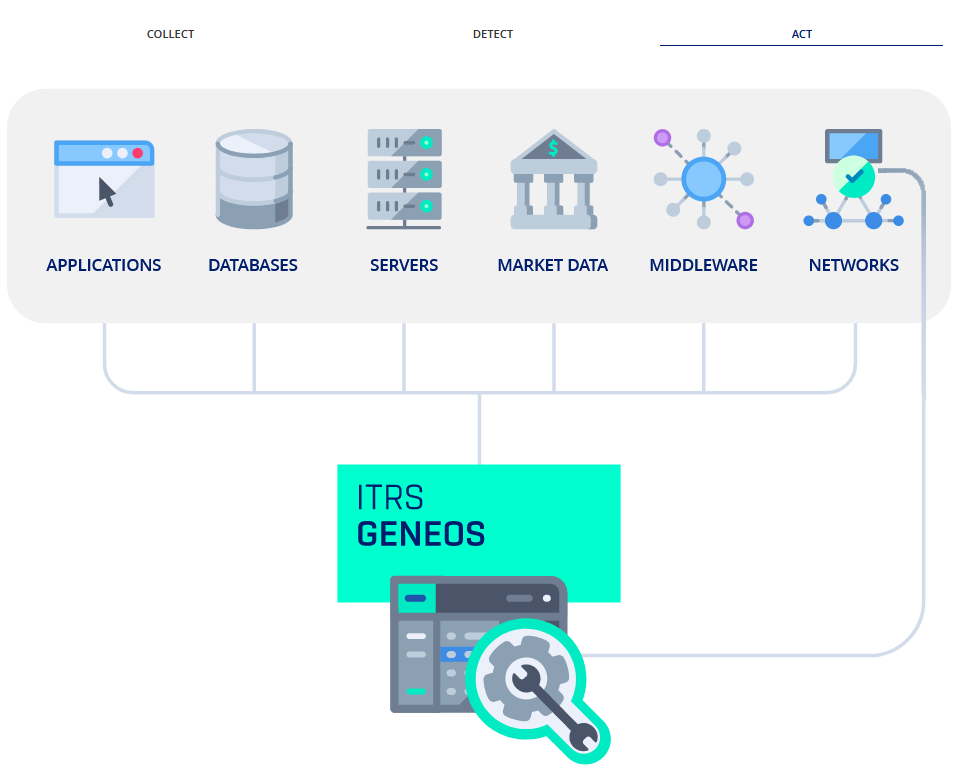 COLLECT
DETECT
ACT
$
APPLICATIONS
DATABASES
SERVERS
MARKET DATA
MIDDLEWARE
NETWORKS
ITRS
GENEOS